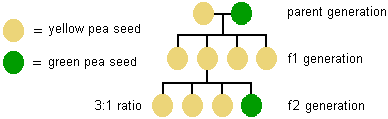 parent generation
= yellow pea seed
= green pea seed
f1 generation
3:1 ratio
f2 generation